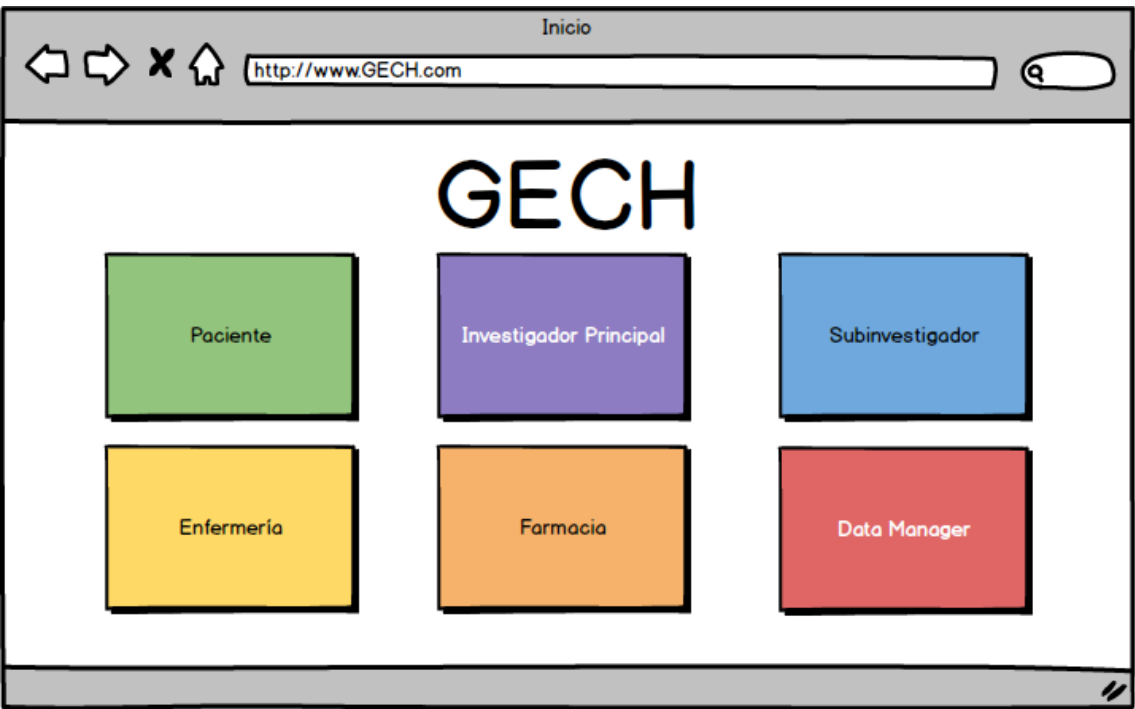 Inicio
http://www.GECH.com
GECH
Paciente
Investigador Principal
Subinvestigador
Enfermería
Farmacia
Data Manager